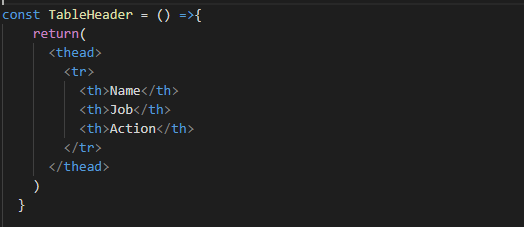 const TableHeader = () =>{
    return(
      <thead>
        <tr>
          <th>Name</th>
          <th>Job</th>
          <th>Action</th>
        </tr>
      </thead>
    )
  }